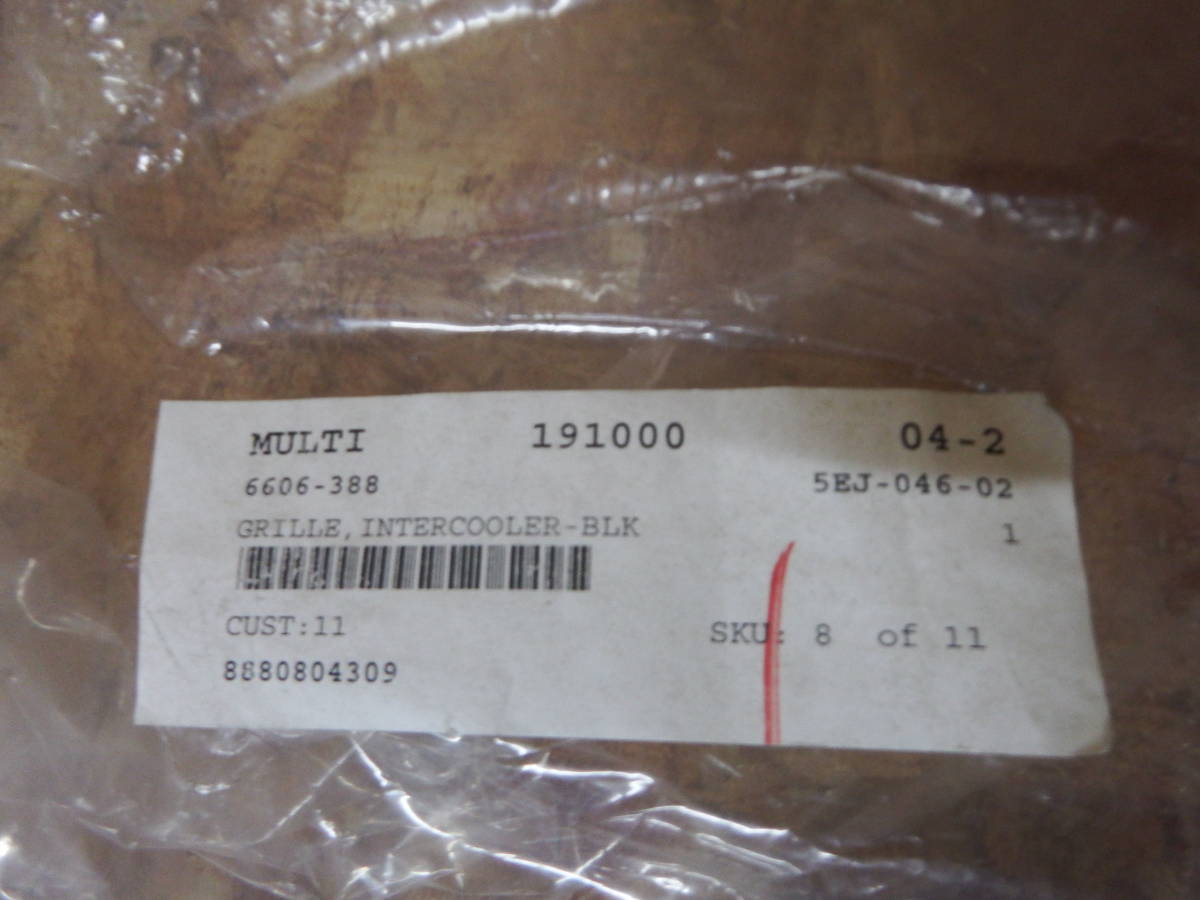 MULTI 191000 04-2
6606-388 5EJ-046-02
GRILLE,INTERCOOLER-BLK 1
CUST:11 SKU: 8 of 11
8880804309